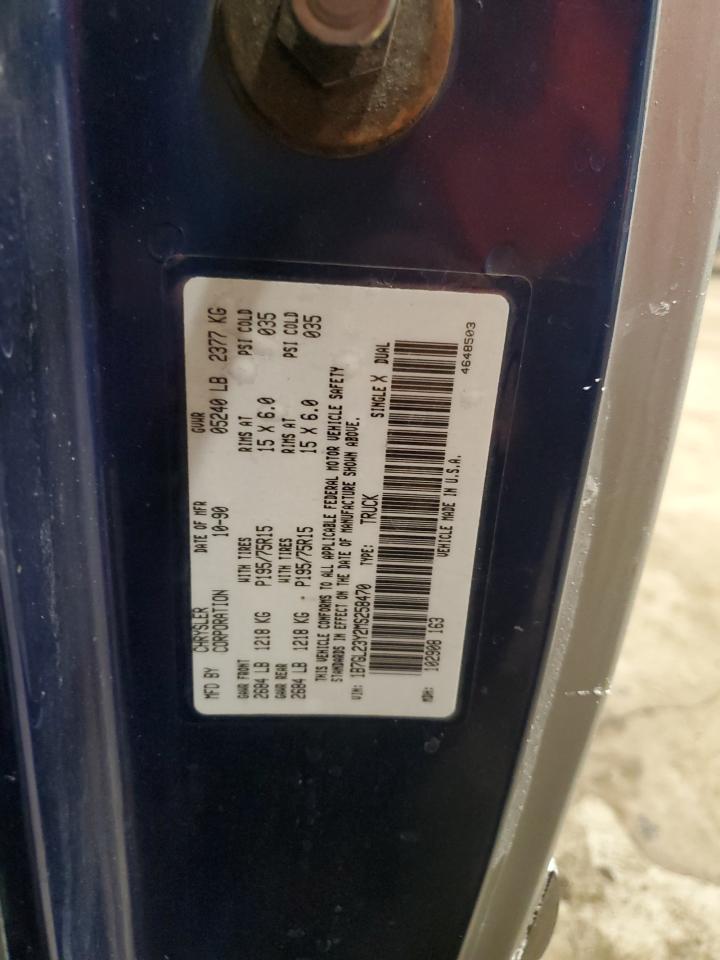 MFD BY CHRYSLER CORPORATION DATE OF MFR 10-90 GVWR 05240 LB 2377 KG
GAWR FRONT WITH TIRES RIMS AT PSI COLD
2684 LB 1218 KG P195/75R15 15 X 6.0 035
GAWR REAR WITH TIRES RIMS AT PSI COLD
2684 LB 1218 KG P195/75R15 15 X 6.0 035
THIS VEHICLE CONFORMS TO ALL APPLICABLE FEDERAL MOTOR VEHICLE SAFETY
STANDARDS IN EFFECT ON THE DATE OF MANUFACTURE SHOWN ABOVE.
VIN: 1B7GL23Y2MS258470 TYPE: TRUCK SINGLE X DUAL
MDH: 102908 163 VEHICLE MADE IN U.S.A. 4648503